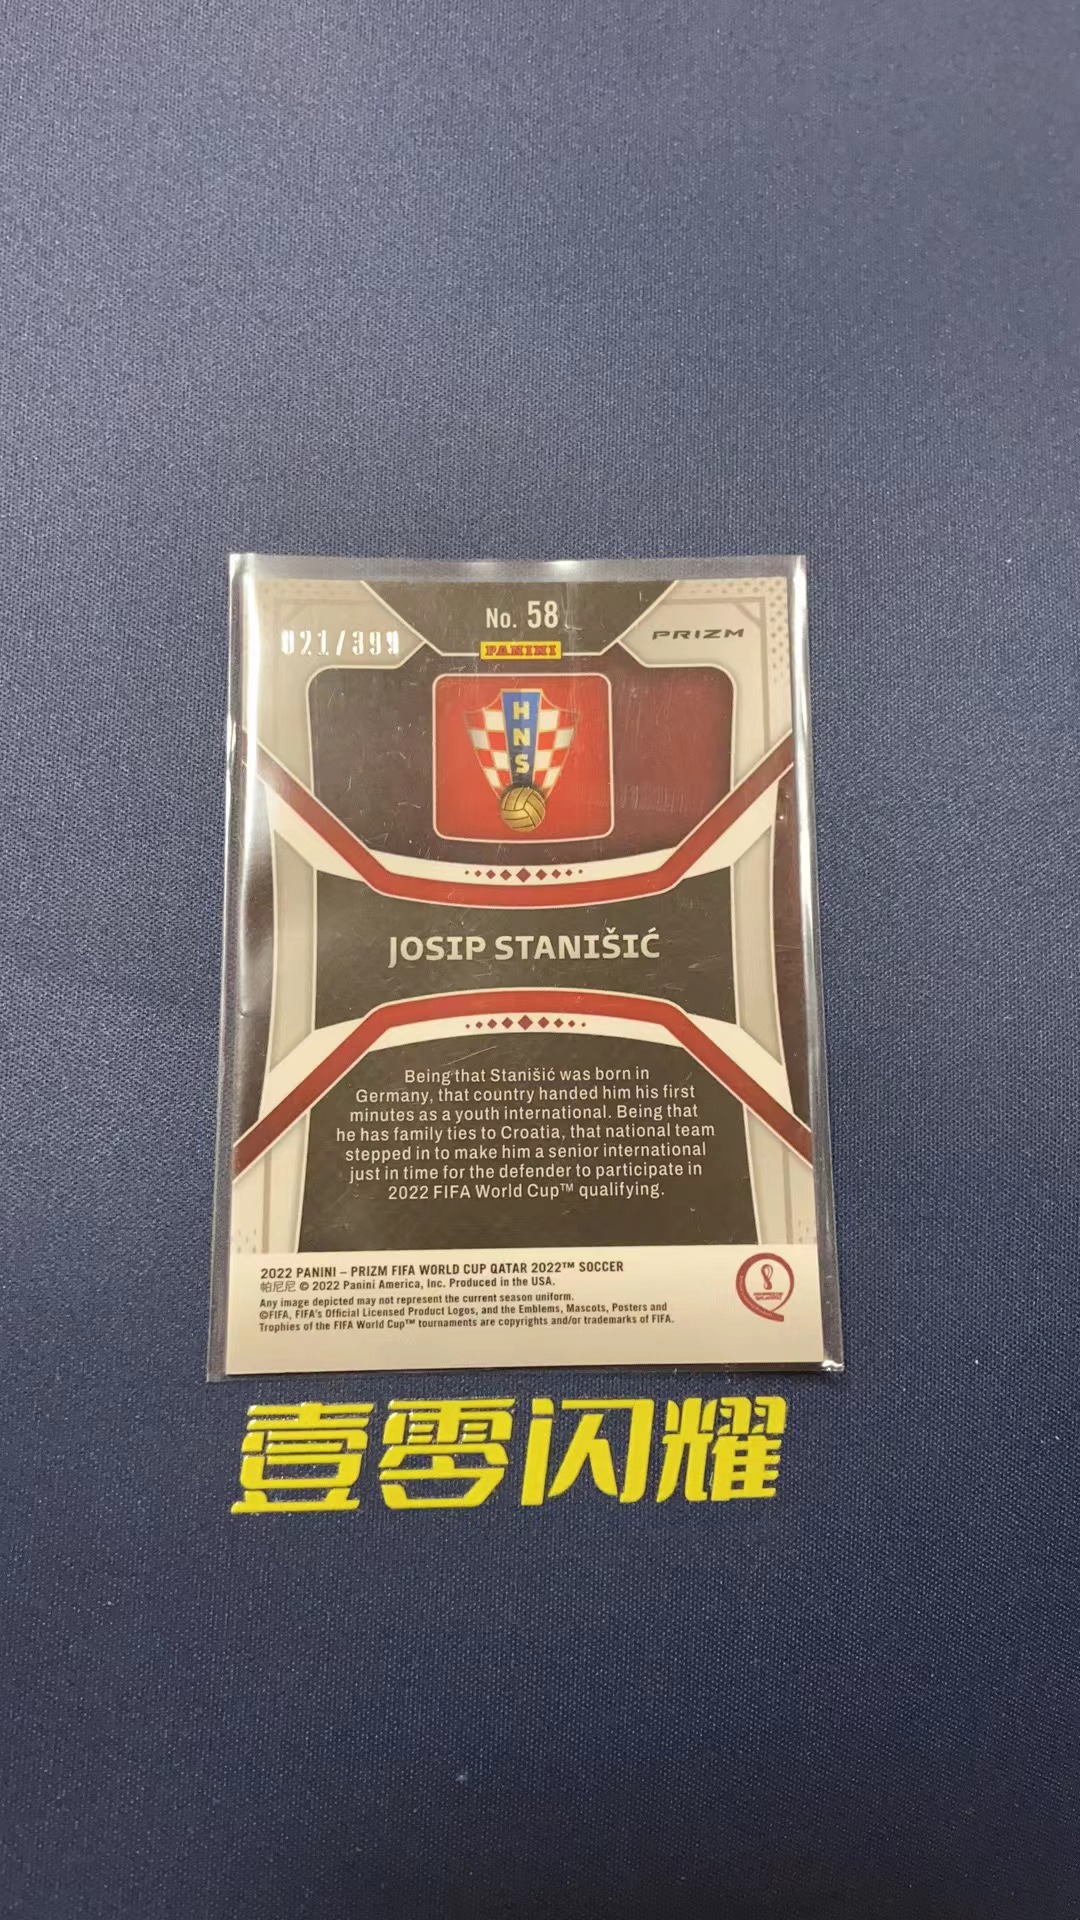 No. 58
021/399
PRIZM
PANINI
H
N
S
JOSIP STANIŠIĆ
Being that Stanišić was born in
Germany, that country handed him his first
minutes as a youth international. Being that
he has family ties to Croatia, that national team
stepped in to make him a senior international
just in time for the defender to participate in
2022 FIFA World Cup™ qualifying.
2022 PANINI – PRIZM FIFA WORLD CUP QATAR 2022™ SOCCER
帕尼尼 © 2022 Panini America, Inc. Produced in the USA.
Any image depicted may not represent the current season uniform.
©FIFA, FIFA's Official Licensed Product Logos, and the Emblems, Mascots, Posters and
Trophies of the FIFA World Cup™ tournaments are copyrights and/or trademarks of FIFA.
壹零闪耀